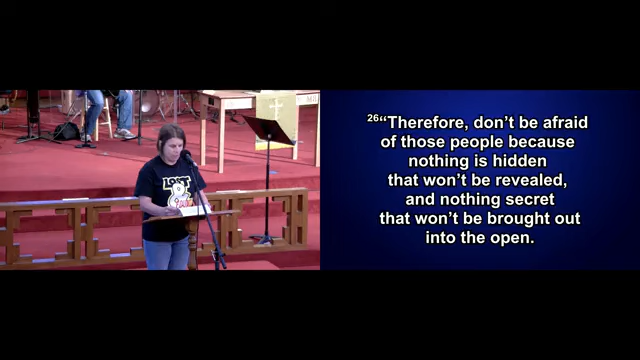 LOST
&
26“Therefore, don’t be afraid
of those people because
nothing is hidden
that won’t be revealed,
and nothing secret
that won’t be brought out
into the open.